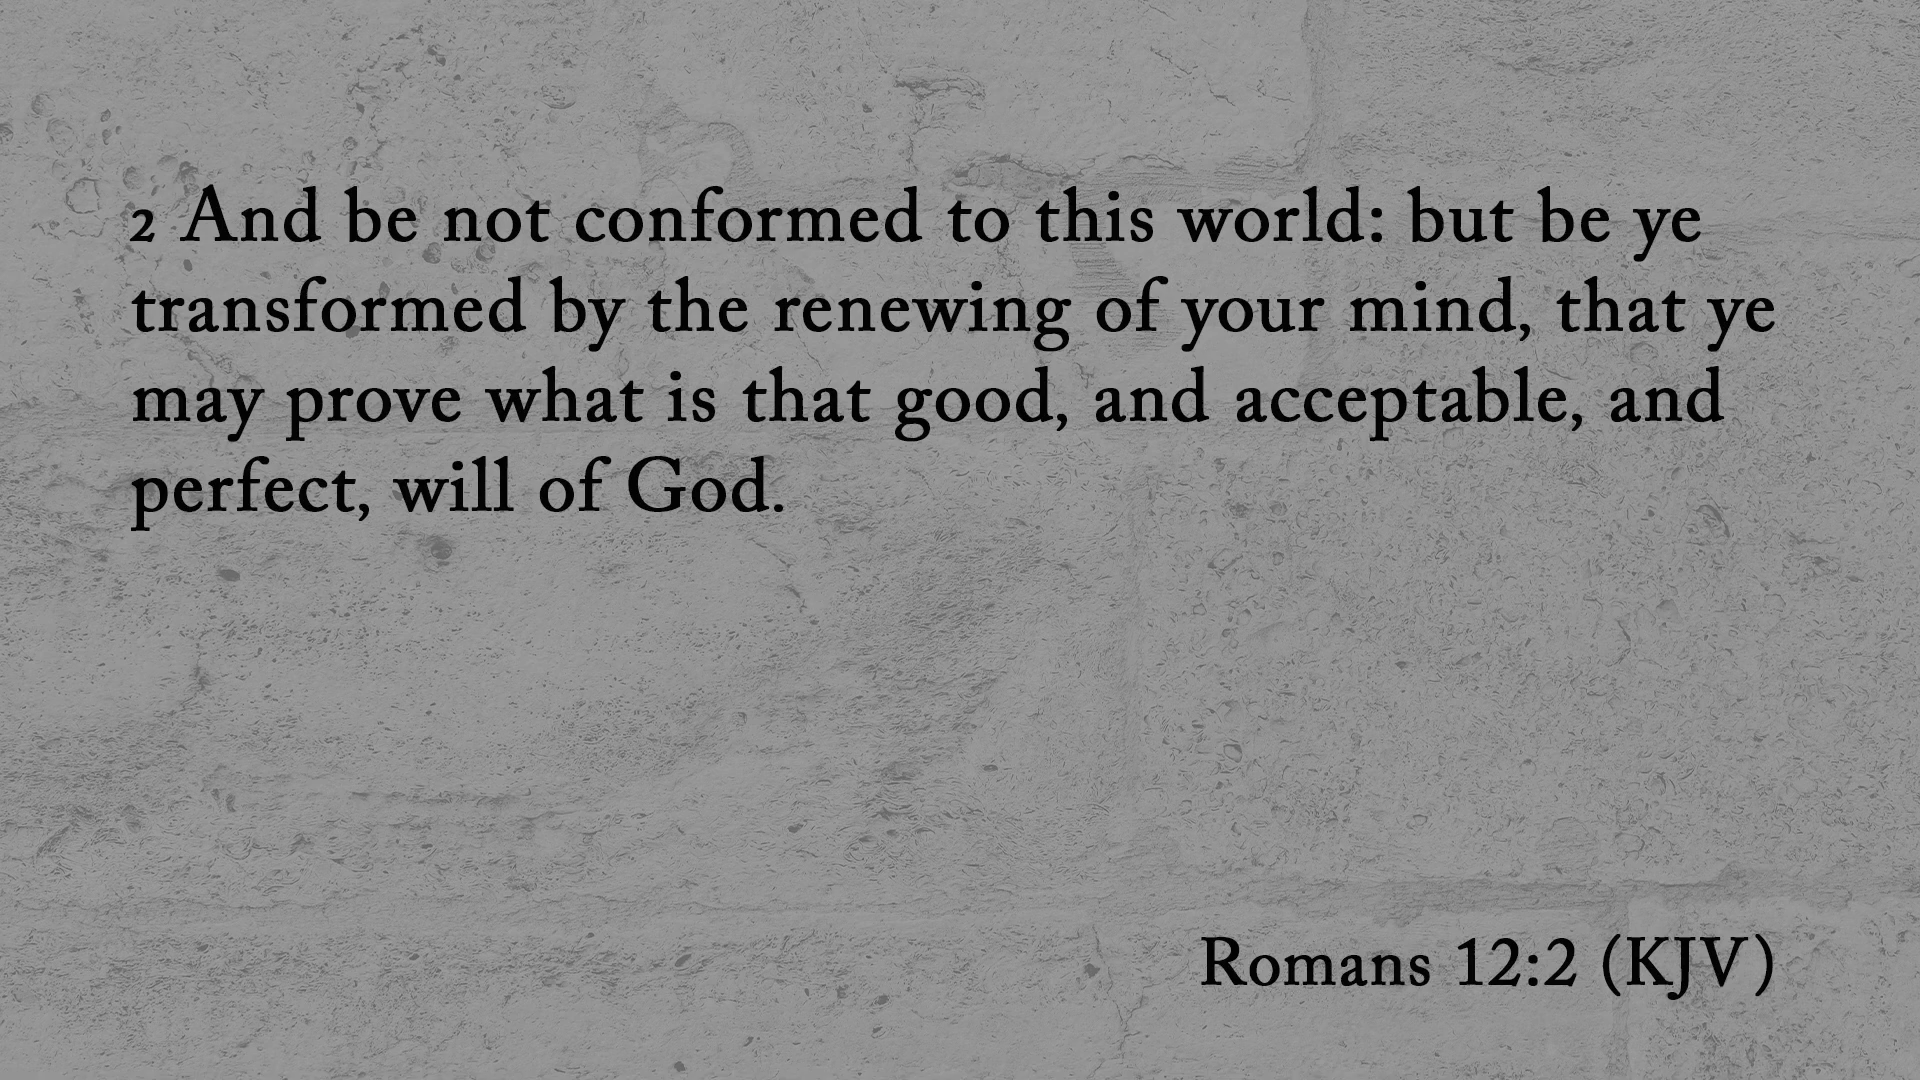 2 And be not conformed to this world: but be ye
transformed by the renewing of your mind, that ye
may prove what is that good, and acceptable, and
perfect, will of God.
Romans 12:2 (KJV)